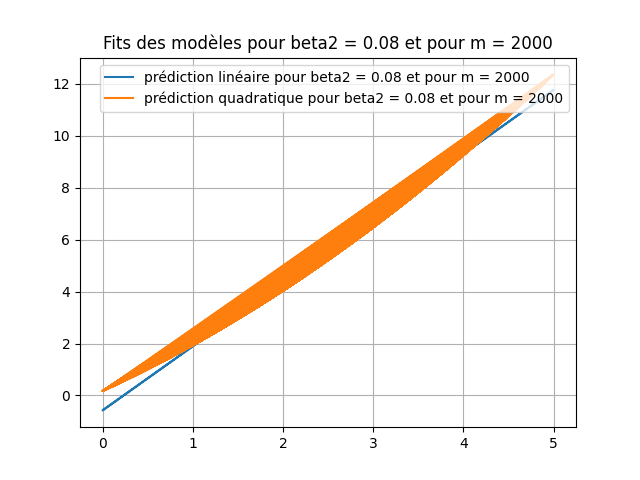 Fits des modèles pour beta2 = 0.08 et pour m = 2000
prédiction linéaire pour beta2 = 0.08 et pour m = 2000
prédiction quadratique pour beta2 = 0.08 et pour m = 2000
12
10
8
6
4
2
0
0 1 2 3 4 5